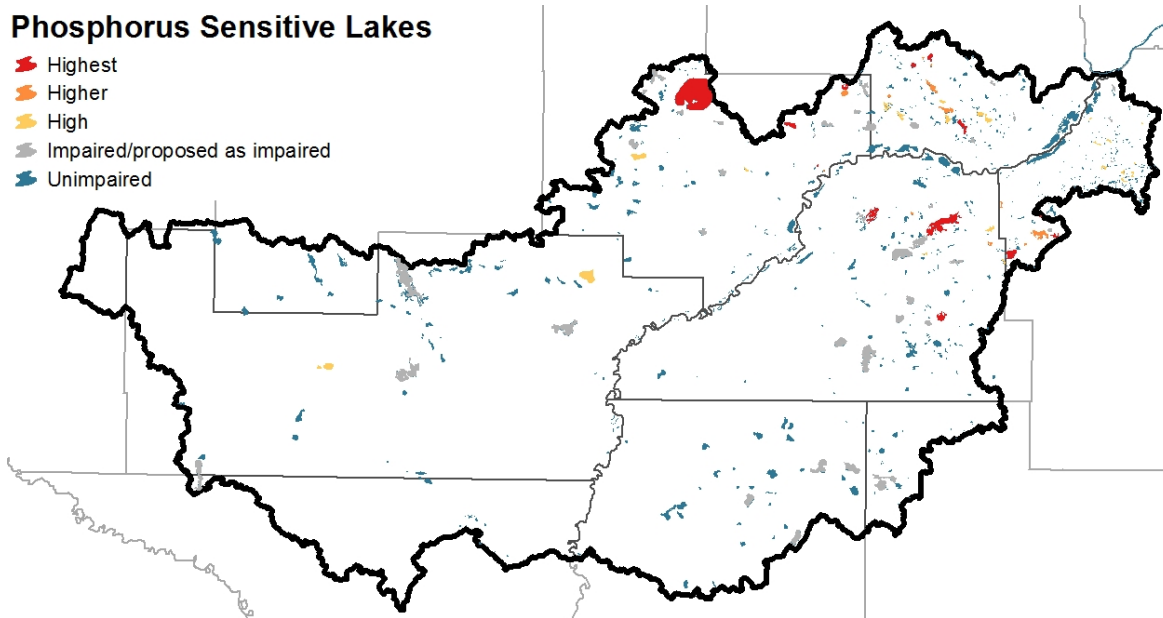 Phosphorus Sensitive Lakes
Highest
Higher
High
Impaired/proposed as impaired
Unimpaired